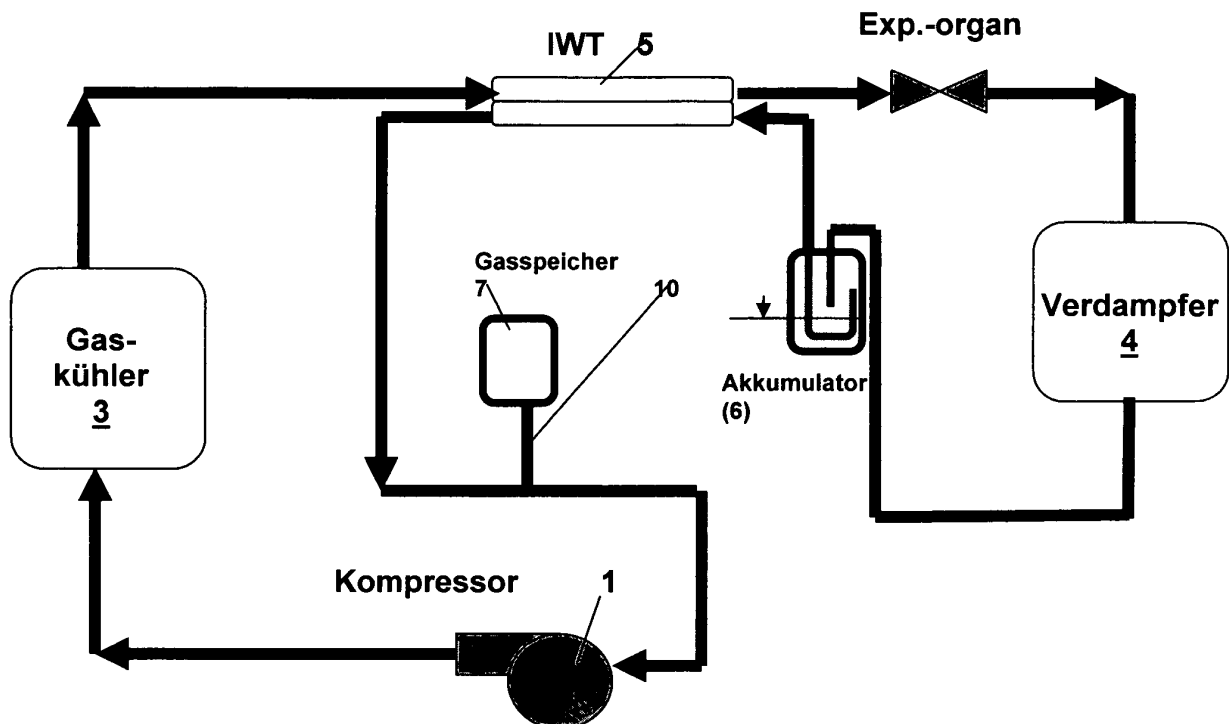 IWT 5
Exp.-organ
Gasspeicher
7
10
Gas-
kühler
3
Akkumulator
(6)
Verdampfer
4
Kompressor 1